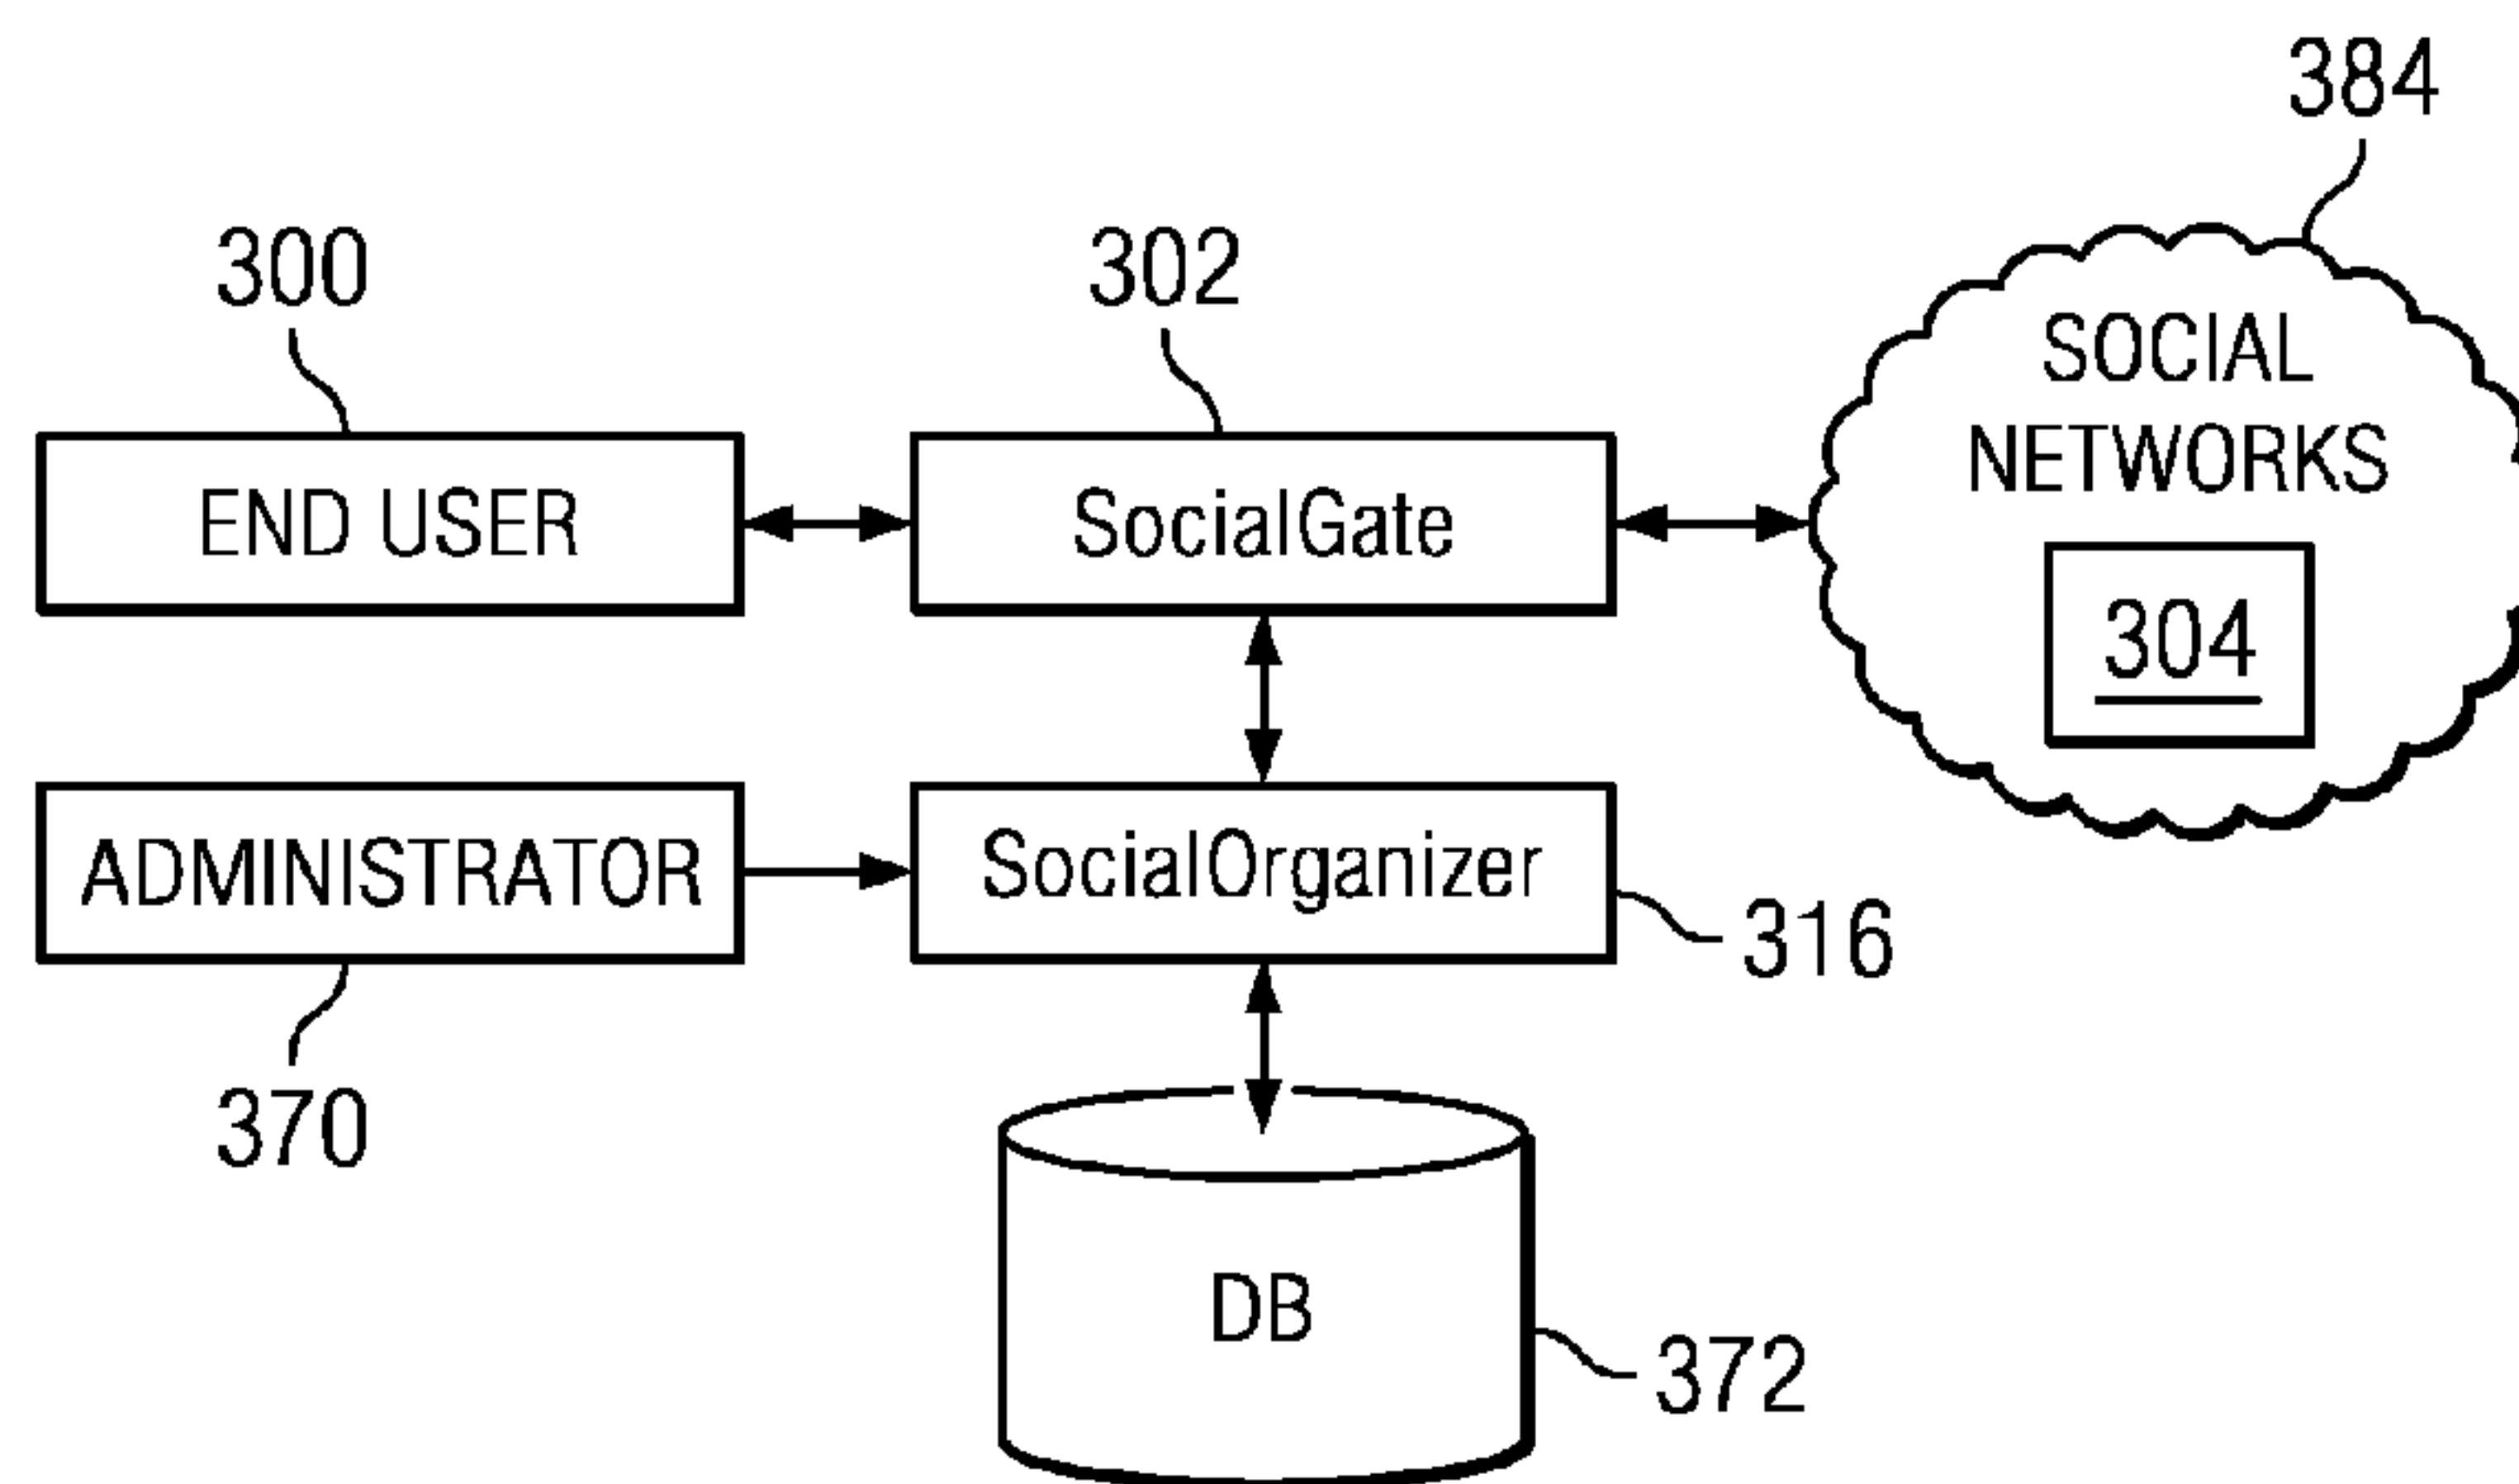 384
300
302
SOCIAL
NETWORKS
END USER
SocialGate
304
ADMINISTRATOR
SocialOrganizer
316
370
DB
372